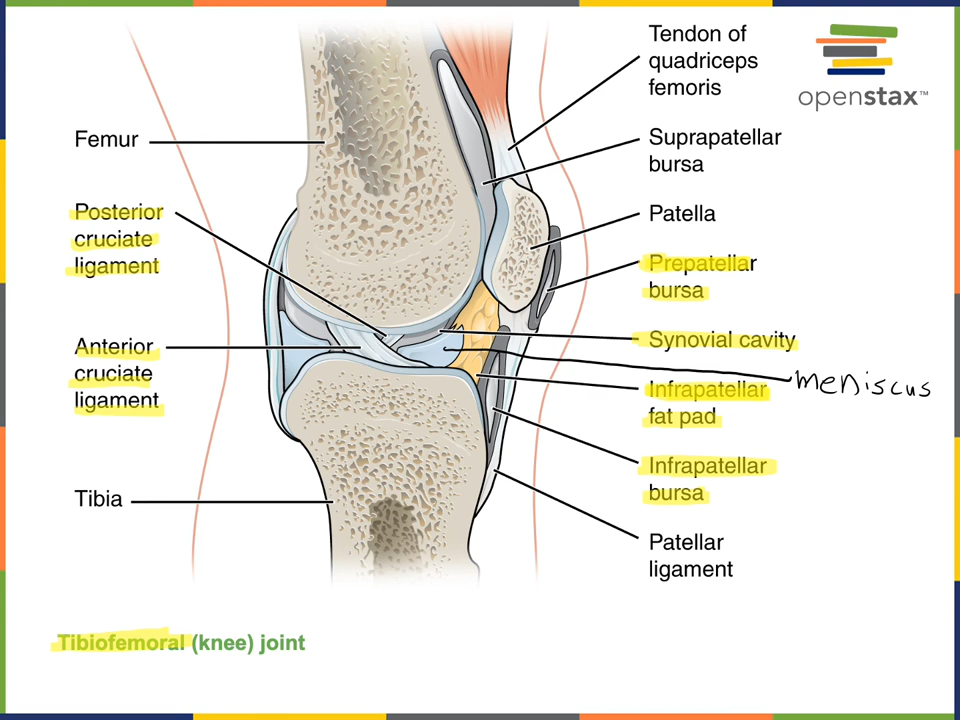 Tendon of
quadriceps
femoris
openstax™
Femur
Suprapatellar
bursa
Posterior
cruciate
ligament
Patella
Prepatellar
bursa
Anterior
cruciate
ligament
Synovial cavity
meniscus
Infrapatellar
fat pad
Infrapatellar
bursa
Tibia
Patellar
ligament
Tibiofemoral (knee) joint